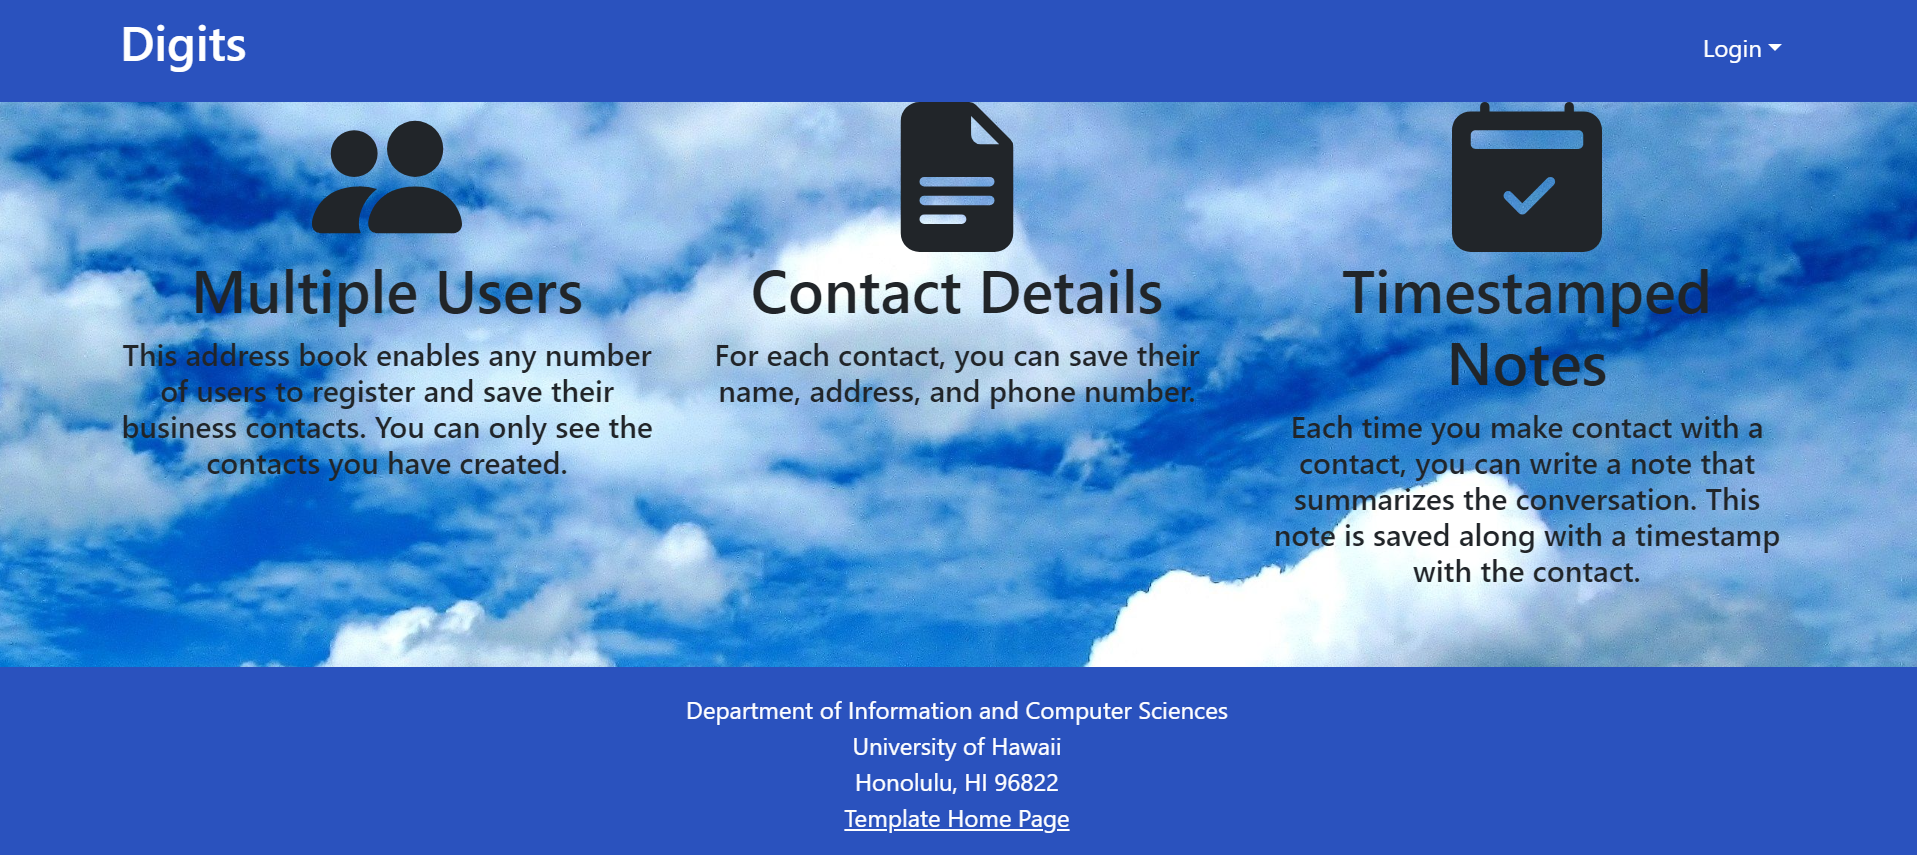 Digits
Login
Multiple Users
This address book enables any number
of users to register and save their
business contacts. You can only see the
contacts you have created.
Contact Details
For each contact, you can save their
name, address, and phone number.
Timestamped
Notes
Each time you make contact with a
contact, you can write a note that
summarizes the conversation. This
note is saved along with a timestamp
with the contact.
Department of Information and Computer Sciences
University of Hawaii
Honolulu, HI 96822
Template Home Page